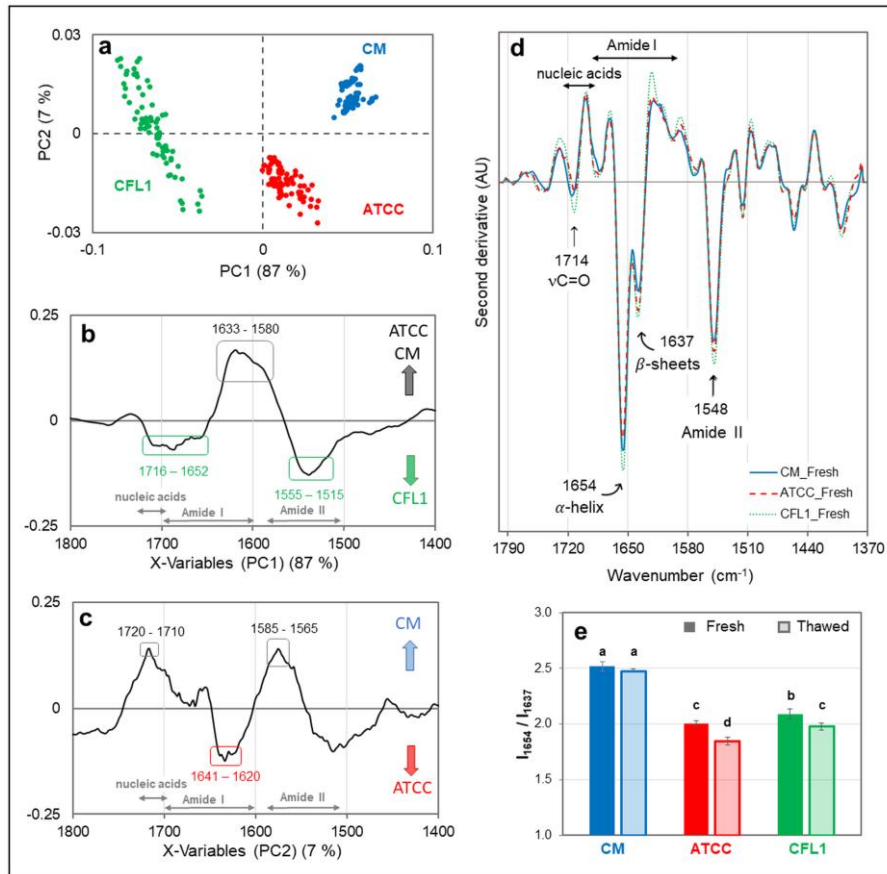 a
0.03
0
-0.03
PC2 (7 %)
CM
CFL1
ATCC
-0.1
0
0.1
PC1 (87 %)
b
0.25
0
-0.25
1633 - 1580
ATCC
CM
1716 – 1652
1555 – 1515
CFL1
nucleic acids
Amide I
Amide II
1800
1700
1600
1500
1400
X-Variables (PC1) (87 %)
c
0.25
0
-0.25
1720 - 1710
1585 - 1565
CM
1641 – 1620
ATCC
nucleic acids
Amide I
Amide II
1800
1700
1600
1500
1400
X-Variables (PC2) (7 %)
d
Amide I
nucleic acids
Second derivative (AU)
1714
νC=O
1637
β-sheets
1548
Amide II
1654
α-helix
CM_Fresh
ATCC_Fresh
CFL1_Fresh
1790
1720
1650
1580
1510
1440
1370
Wavenumber (cm-1)
e
3.0
2.5
2.0
1.5
1.0
I1654 / I1637
Fresh
Thawed
a
a
c
d
b
c
CM
ATCC
CFL1